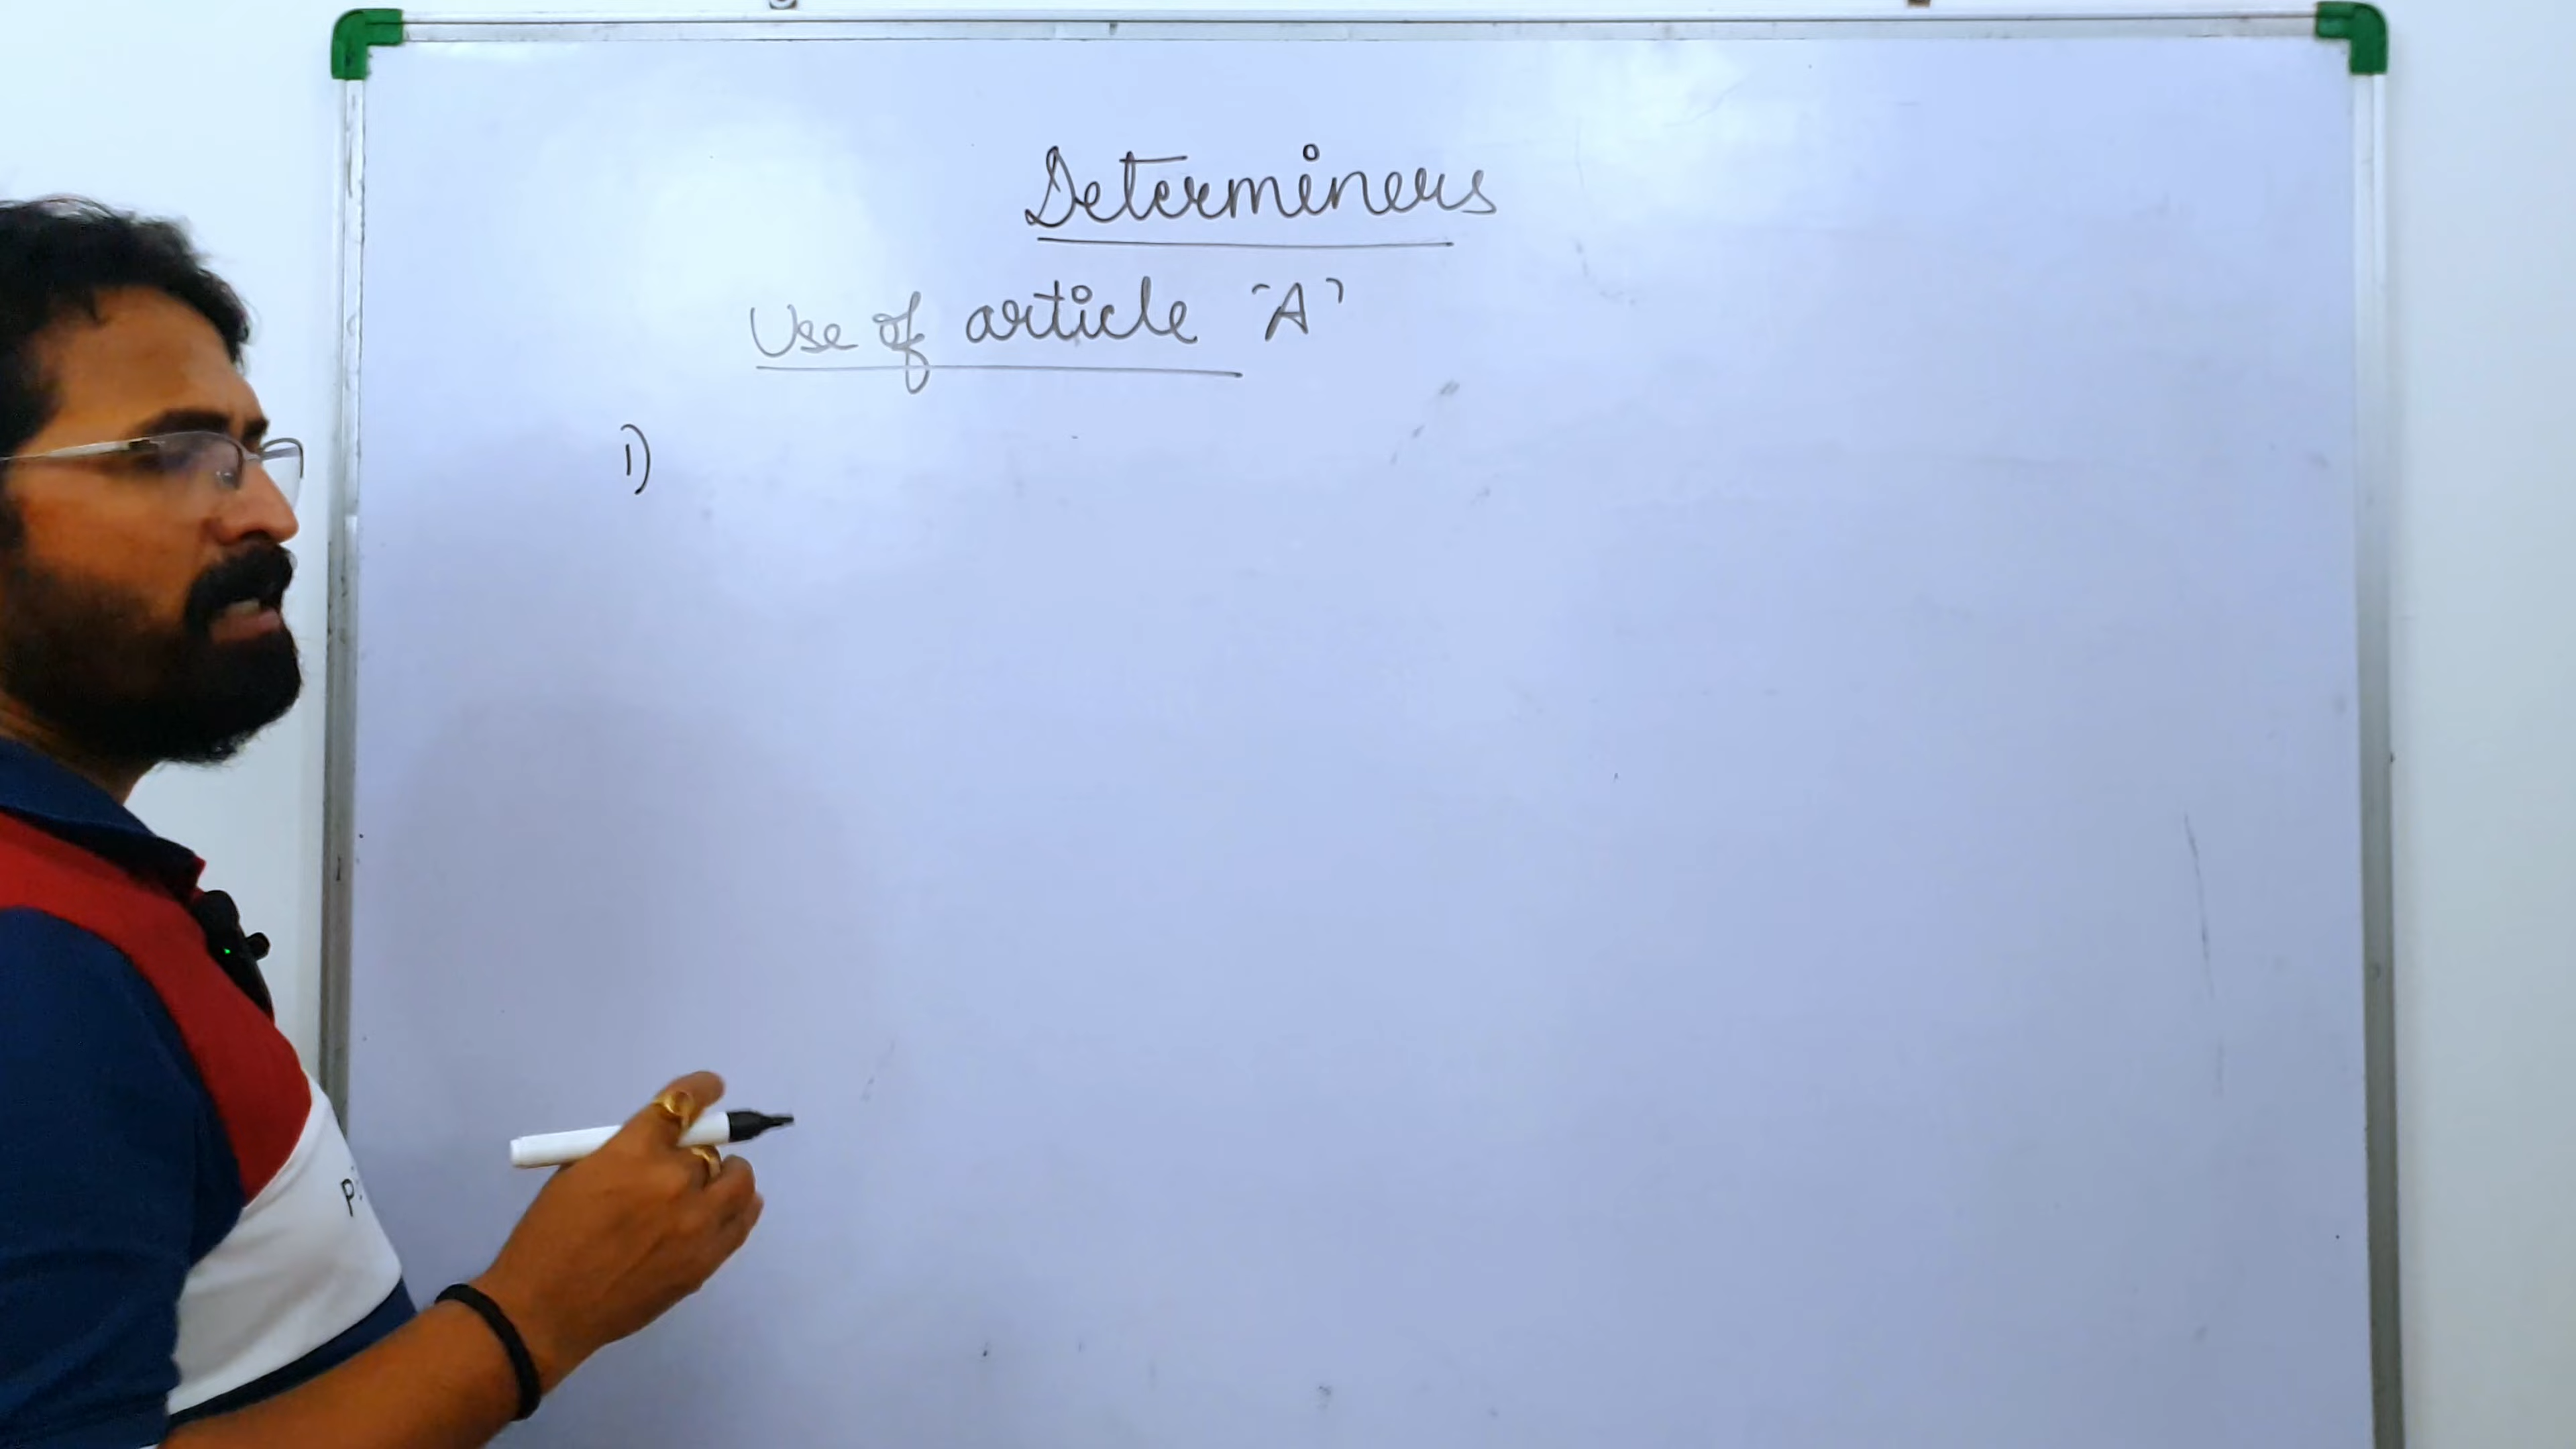 Determiners
Use of article 'A'
1)